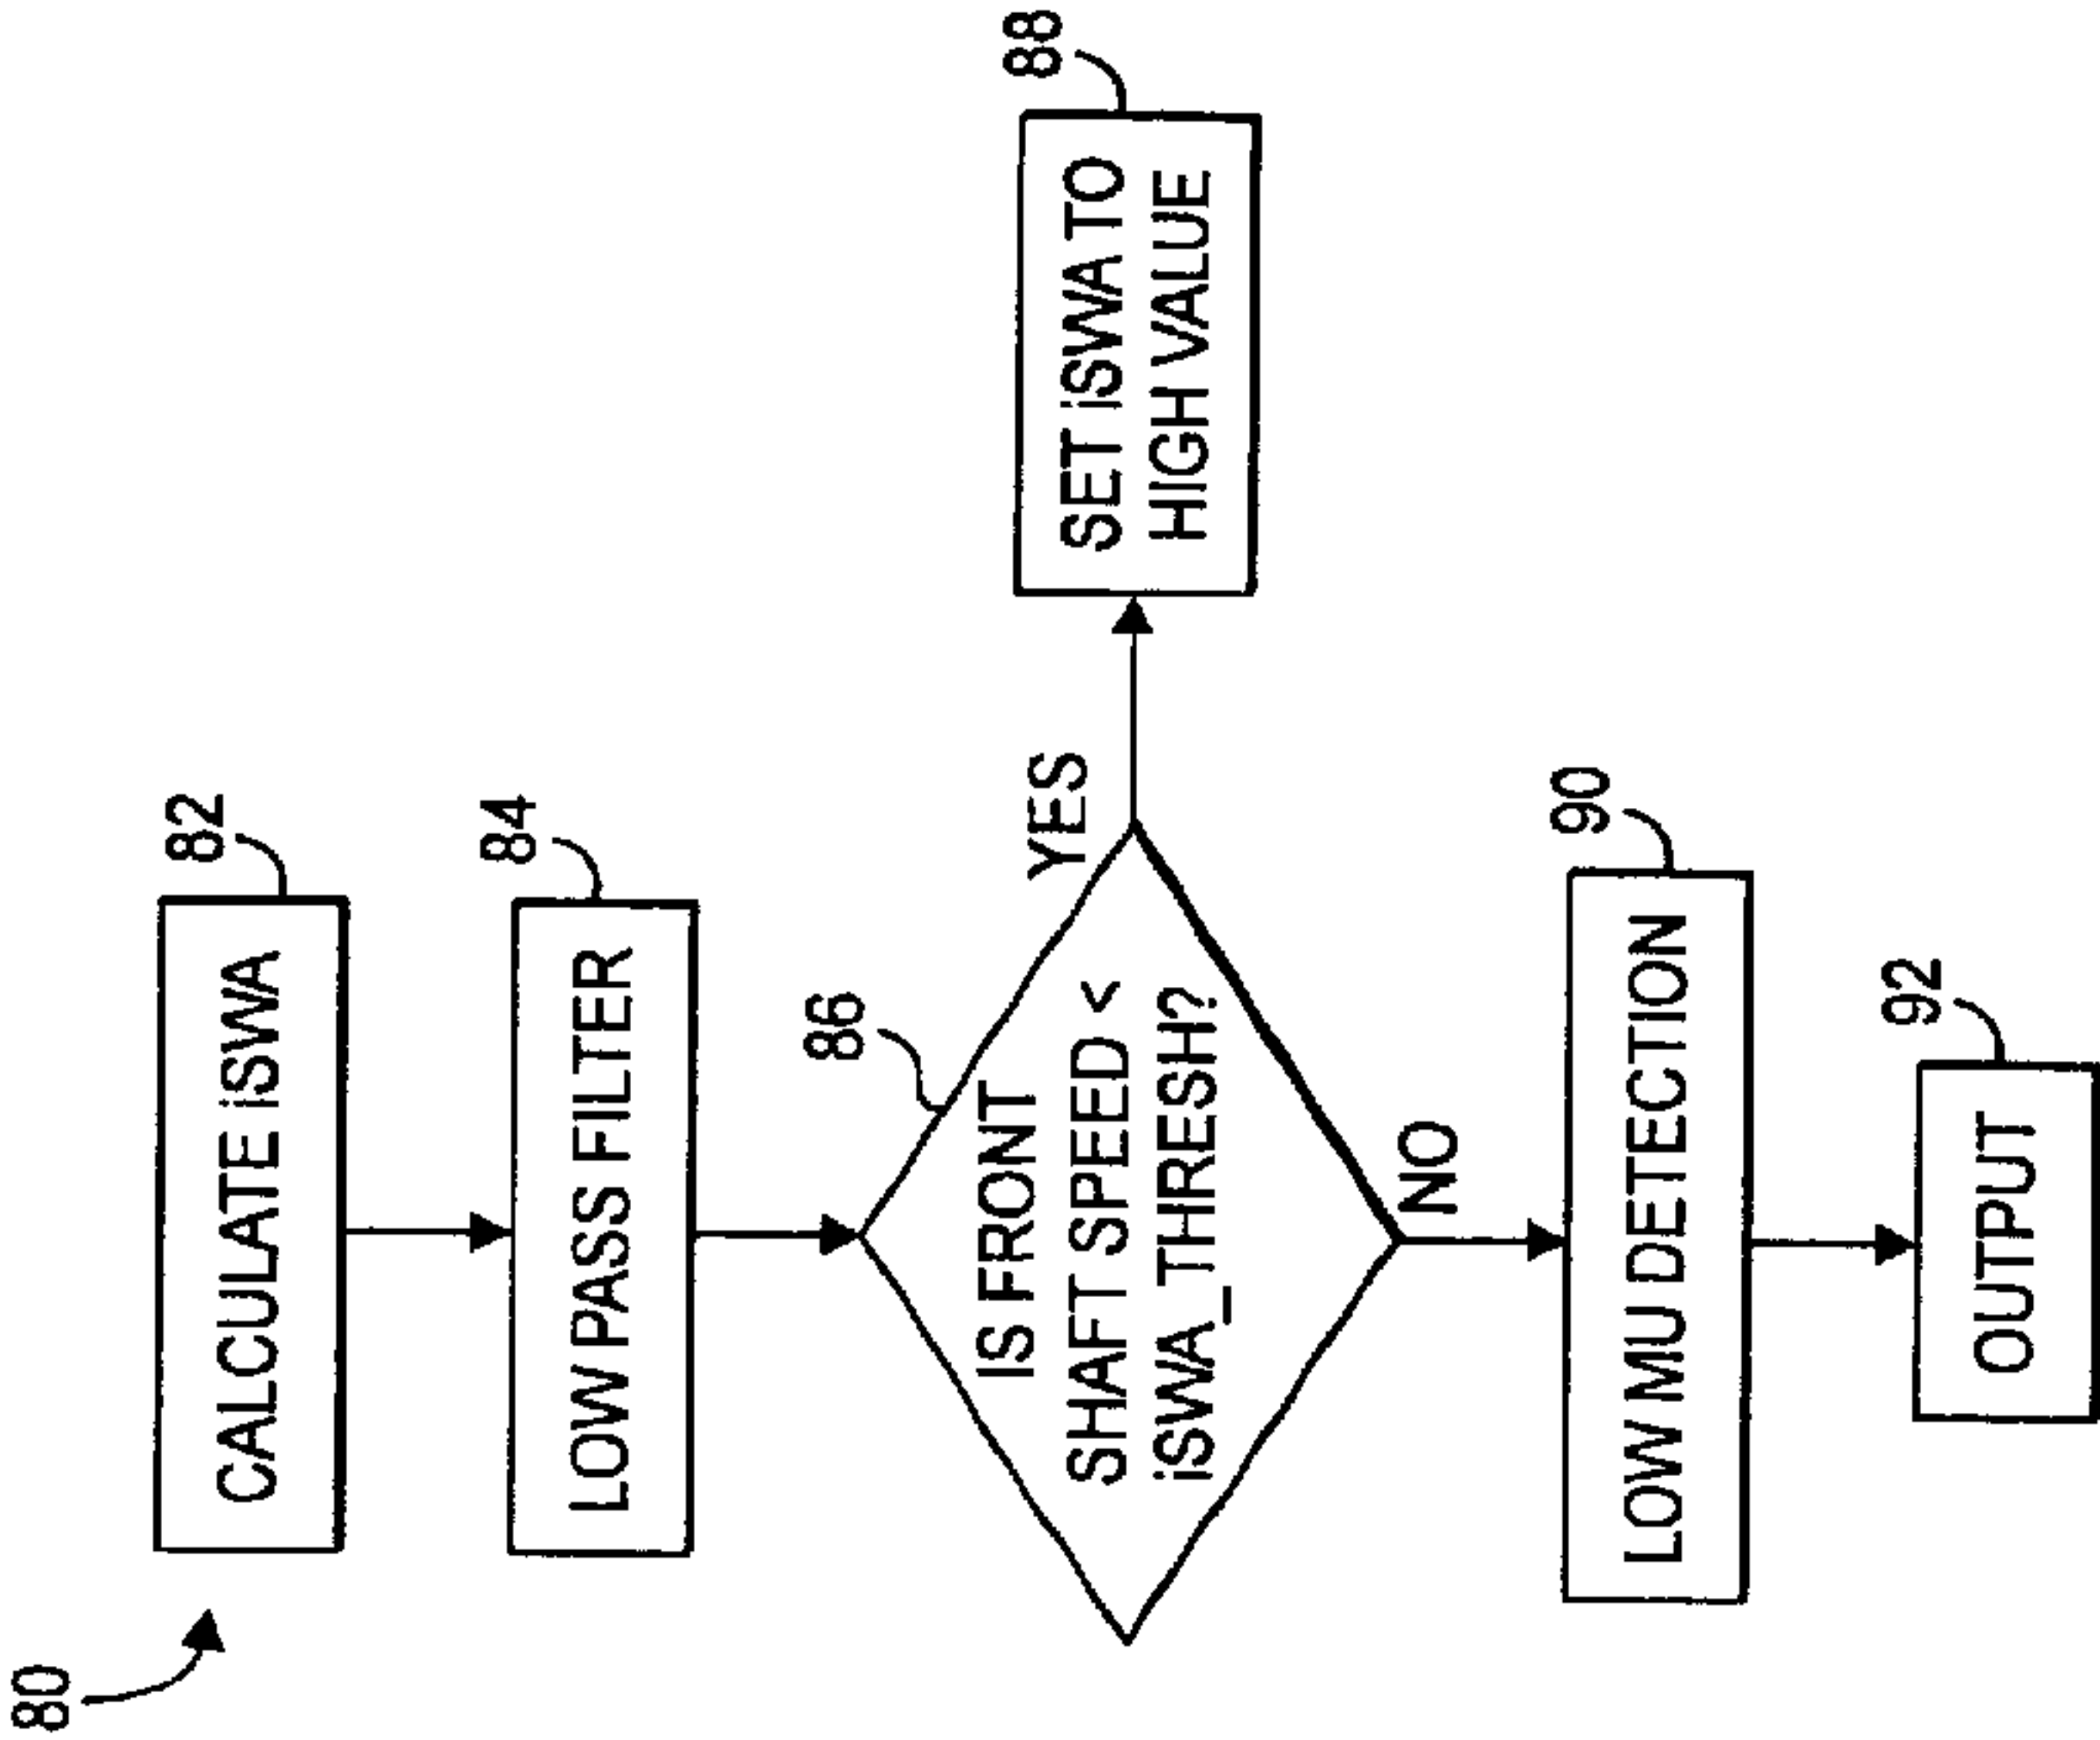 80
CALCULATE iSWA
82
LOW PASS FILTER
84
86
IS FRONT
SHAFT SPEED <
iSWA_THRESH?
YES
SET iSWA TO
HIGH VALUE
88
NO
LOW MU DETECTION
90
OUTPUT
92